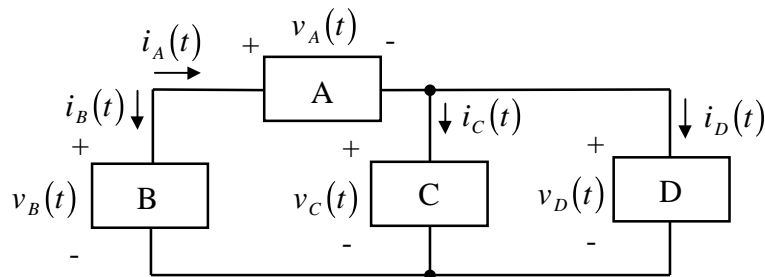 i_A(t)
+ v_A(t) -
A
i_B(t)
i_C(t)
i_D(t)
+ + +
v_B(t) B v_C(t) C v_D(t) D
- - -